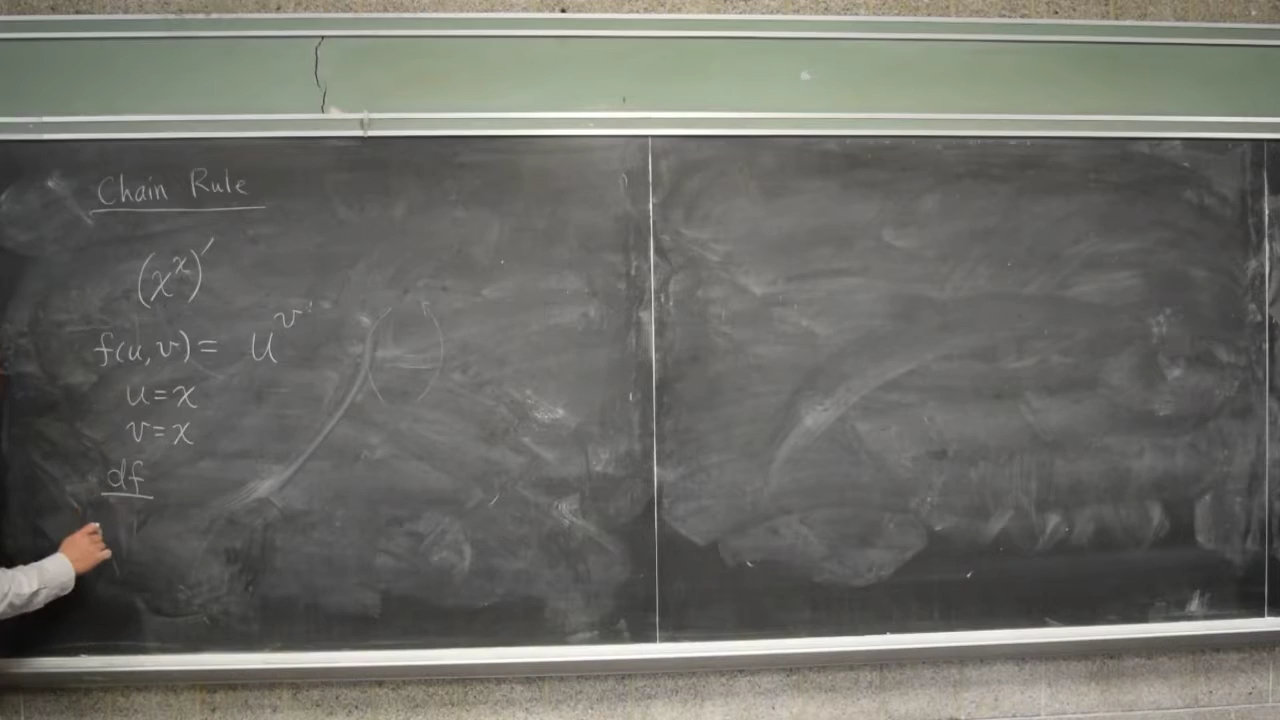 Chain Rule
(x^x)′
f(u,v) = u^v
u = x
v = x
df